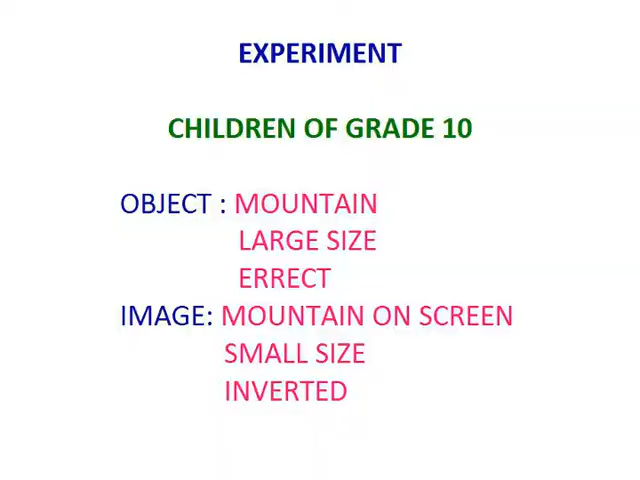 EXPERIMENT
CHILDREN OF GRADE 10
OBJECT : MOUNTAIN
LARGE SIZE
ERRECT
IMAGE: MOUNTAIN ON SCREEN
SMALL SIZE
INVERTED